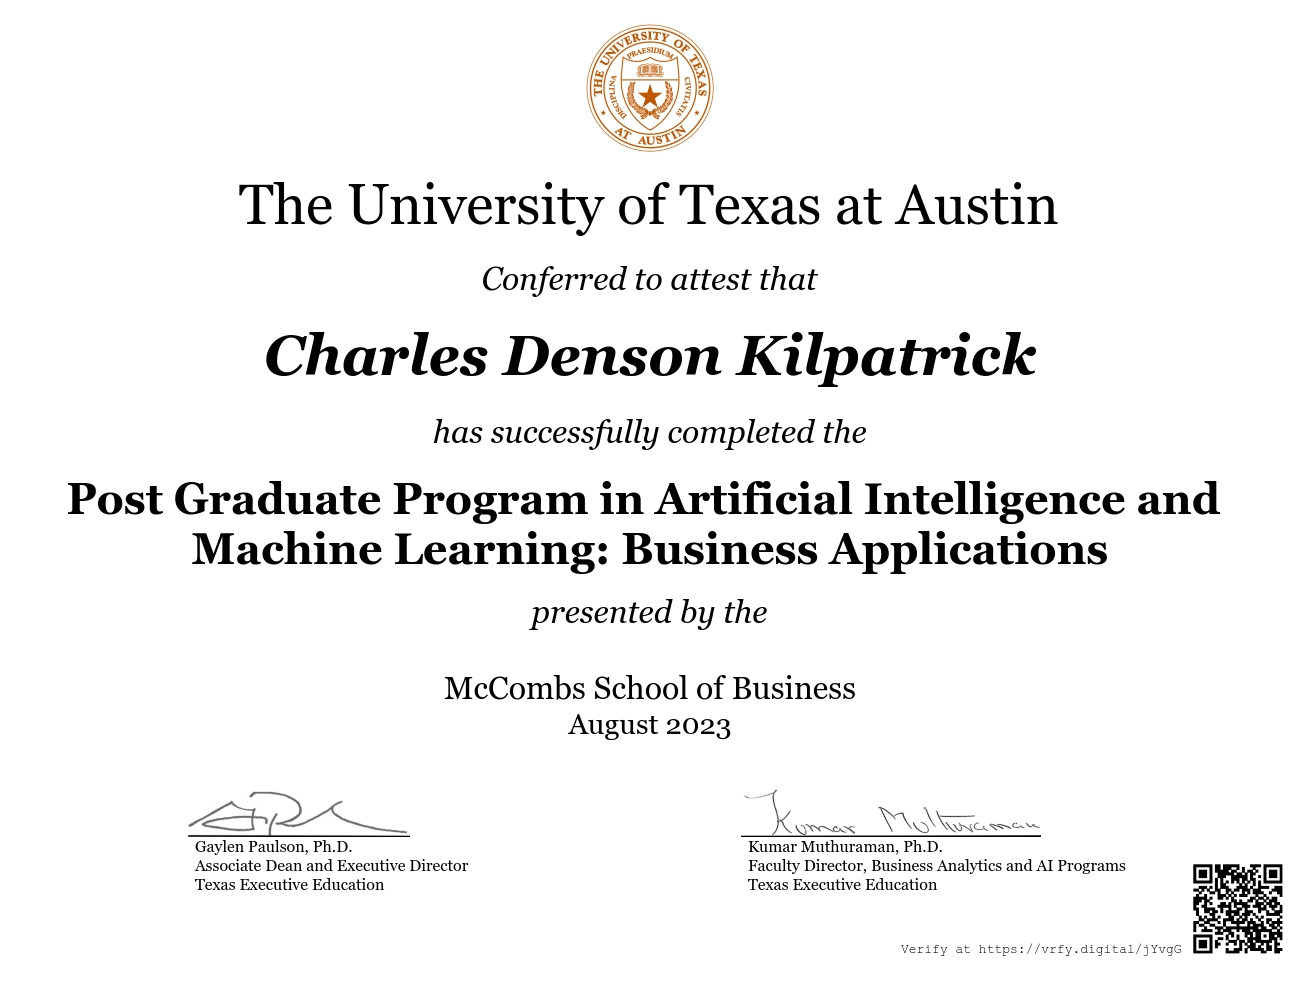 THE UNIVERSITY OF TEXAS
PRAESIDIUM
DISCIPLINA
CIVITATIS
AT AUSTIN
The University of Texas at Austin
Conferred to attest that
Charles Denson Kilpatrick
has successfully completed the
Post Graduate Program in Artificial Intelligence and
Machine Learning: Business Applications
presented by the
McCombs School of Business
August 2023
Kumar Muthuraman
Gaylen Paulson, Ph.D.
Associate Dean and Executive Director
Texas Executive Education
Kumar Muthuraman, Ph.D.
Faculty Director, Business Analytics and AI Programs
Texas Executive Education
Verify at https://vrfy.digital/jYvgG